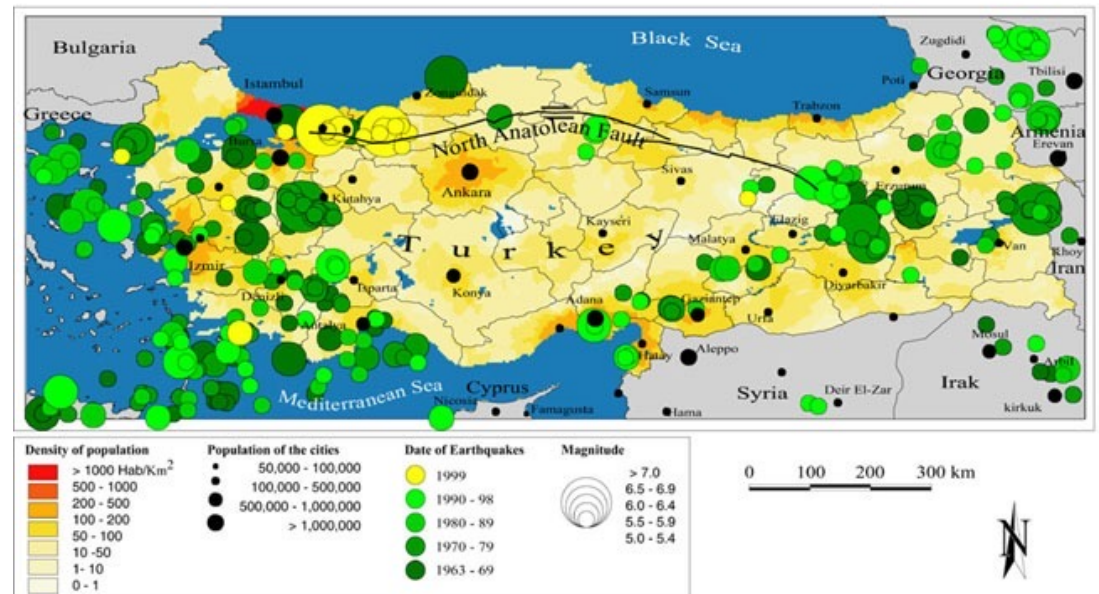 Bulgaria
Black Sea
Zugdidi
Georgia
Tbilisi
Istambul
Zonguldak
Samsun
Poti
Greece
Trabzon
Armenia
Erevan
North Anatolean Fault
Bursa
Ankara
Sivas
Erzurum
Kutahya
Kayseri
Elazig
Malatya
Turkey
Van
Khoy
Iran
Izmir
Denizli
Isparta
Konya
Adana
Gaziantep
Diyarbakir
Antalya
Urfa
Hatay
Aleppo
Mosul
Arbil
Mediterranean Sea
Cyprus
Syria
Irak
Nicosia
Famagusta
Hama
Deir El-Zar
kirkuk
Density of population
> 1000 Hab/Km²
500 - 1000
200 - 500
100 - 200
50 - 100
10 -50
1- 10
0 - 1
Population of the cities
50,000 - 100,000
100,000 - 500,000
500,000 - 1,000,000
> 1,000,000
Date of Earthquakes
1999
1990 - 98
1980 - 89
1970 - 79
1963 - 69
Magnitude
> 7.0
6.5 - 6.9
6.0 - 6.4
5.5 - 5.9
5.0 - 5.4
0 100 200 300 km
N